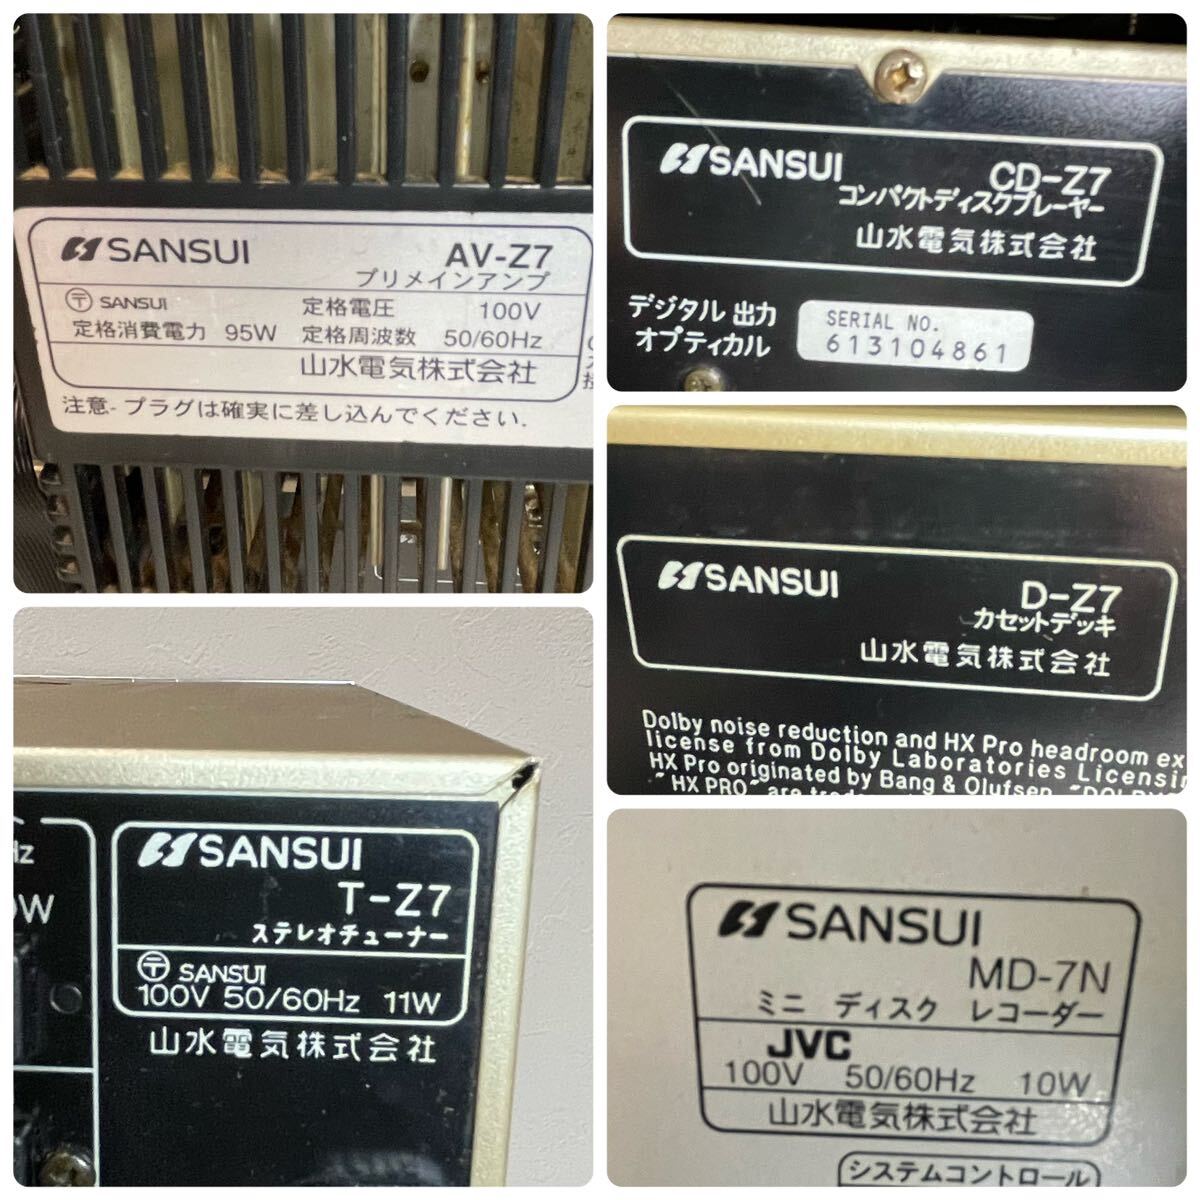 SANSUI AV-Z7
プリメインアンプ
〒 SANSUI 定格電圧 100V
定格消費電力 95W 定格周波数 50/60Hz
山水電気株式会社
注意- プラグは確実に差し込んでください.
SANSUI CD-Z7
コンパクトディスクプレーヤー
山水電気株式会社
デジタル 出力
オプティカル
SERIAL NO.
613104861
SANSUI D-Z7
カセットデッキ
山水電気株式会社
Dolby noise reduction and HX Pro headroom ex
license from Dolby Laboratories Licensi
HX Pro originated by Bang & Olufsen.
"HX PRO" are
Hz
W
SANSUI
T-Z7
ステレオチューナー
〒 SANSUI
100V 50/60Hz 11W
山水電気株式会社
SANSUI
MD-7N
ミニ ディスク レコーダー
JVC
100V 50/60Hz 10W
山水電気株式会社
システムコントロール